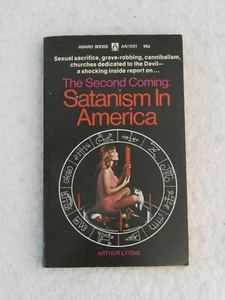 AWARD BOOKS AN1031 95¢
Sexual sacrifice, grave-robbing, cannibalism,
churches dedicated to the Devil—
a shocking inside report on...
The Second Coming:
Satanism In
America
ARTHUR LYONS